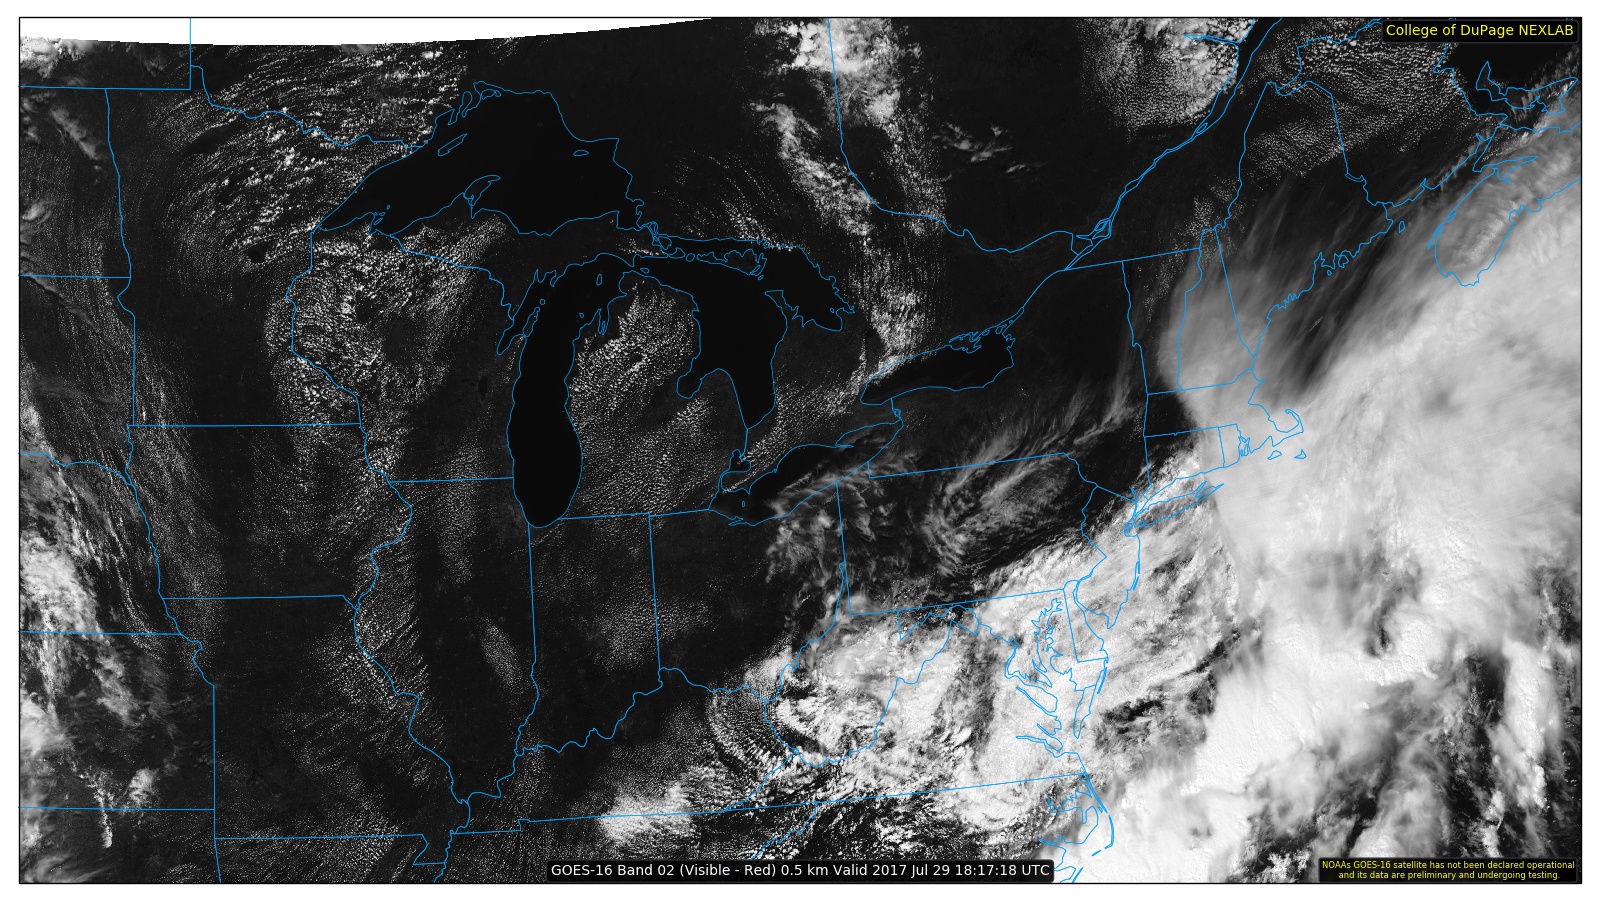 College of DuPage NEXLAB
GOES-16 Band 02 (Visible - Red) 0.5 km Valid 2017 Jul 29 18:17:18 UTC
NOAAs GOES-16 satellite has not been declared operational
and its data are preliminary and undergoing testing.